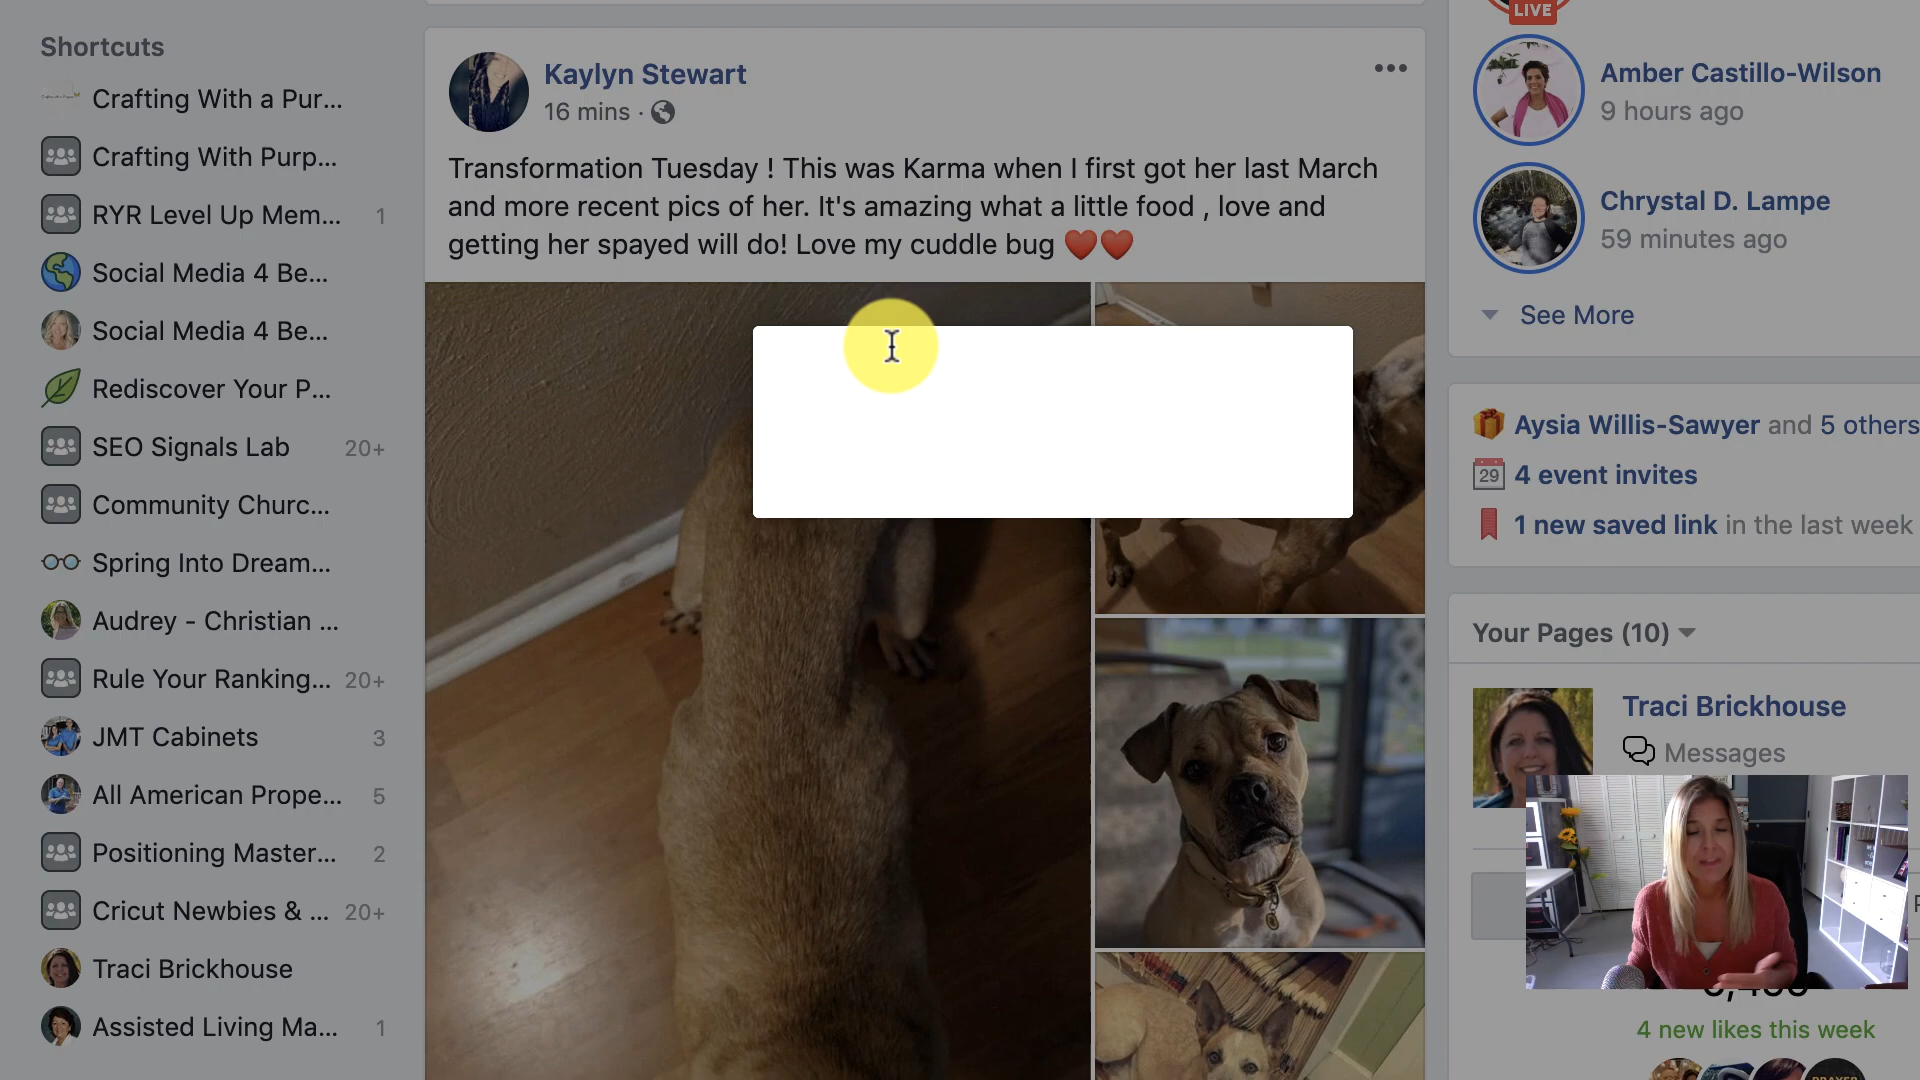 Shortcuts
Crafting With a Pur...
Crafting With Purp...
RYR Level Up Mem... 1
Social Media 4 Be...
Social Media 4 Be...
Rediscover Your P...
SEO Signals Lab 20+
Community Churc...
Spring Into Dream...
Audrey - Christian ...
Rule Your Ranking... 20+
JMT Cabinets 3
All American Prope... 5
Positioning Master... 2
Cricut Newbies & ... 20+
Traci Brickhouse
Assisted Living Ma... 1
Kaylyn Stewart
16 mins ·
Transformation Tuesday ! This was Karma when I first got her last March
and more recent pics of her. It's amazing what a little food , love and
getting her spayed will do! Love my cuddle bug ❤️❤️
LIVE
Amber Castillo-Wilson
9 hours ago
Chrystal D. Lampe
59 minutes ago
See More
Aysia Willis-Sawyer and 5 others
29 4 event invites
1 new saved link in the last week
Your Pages (10)
Traci Brickhouse
Messages
4 new likes this week